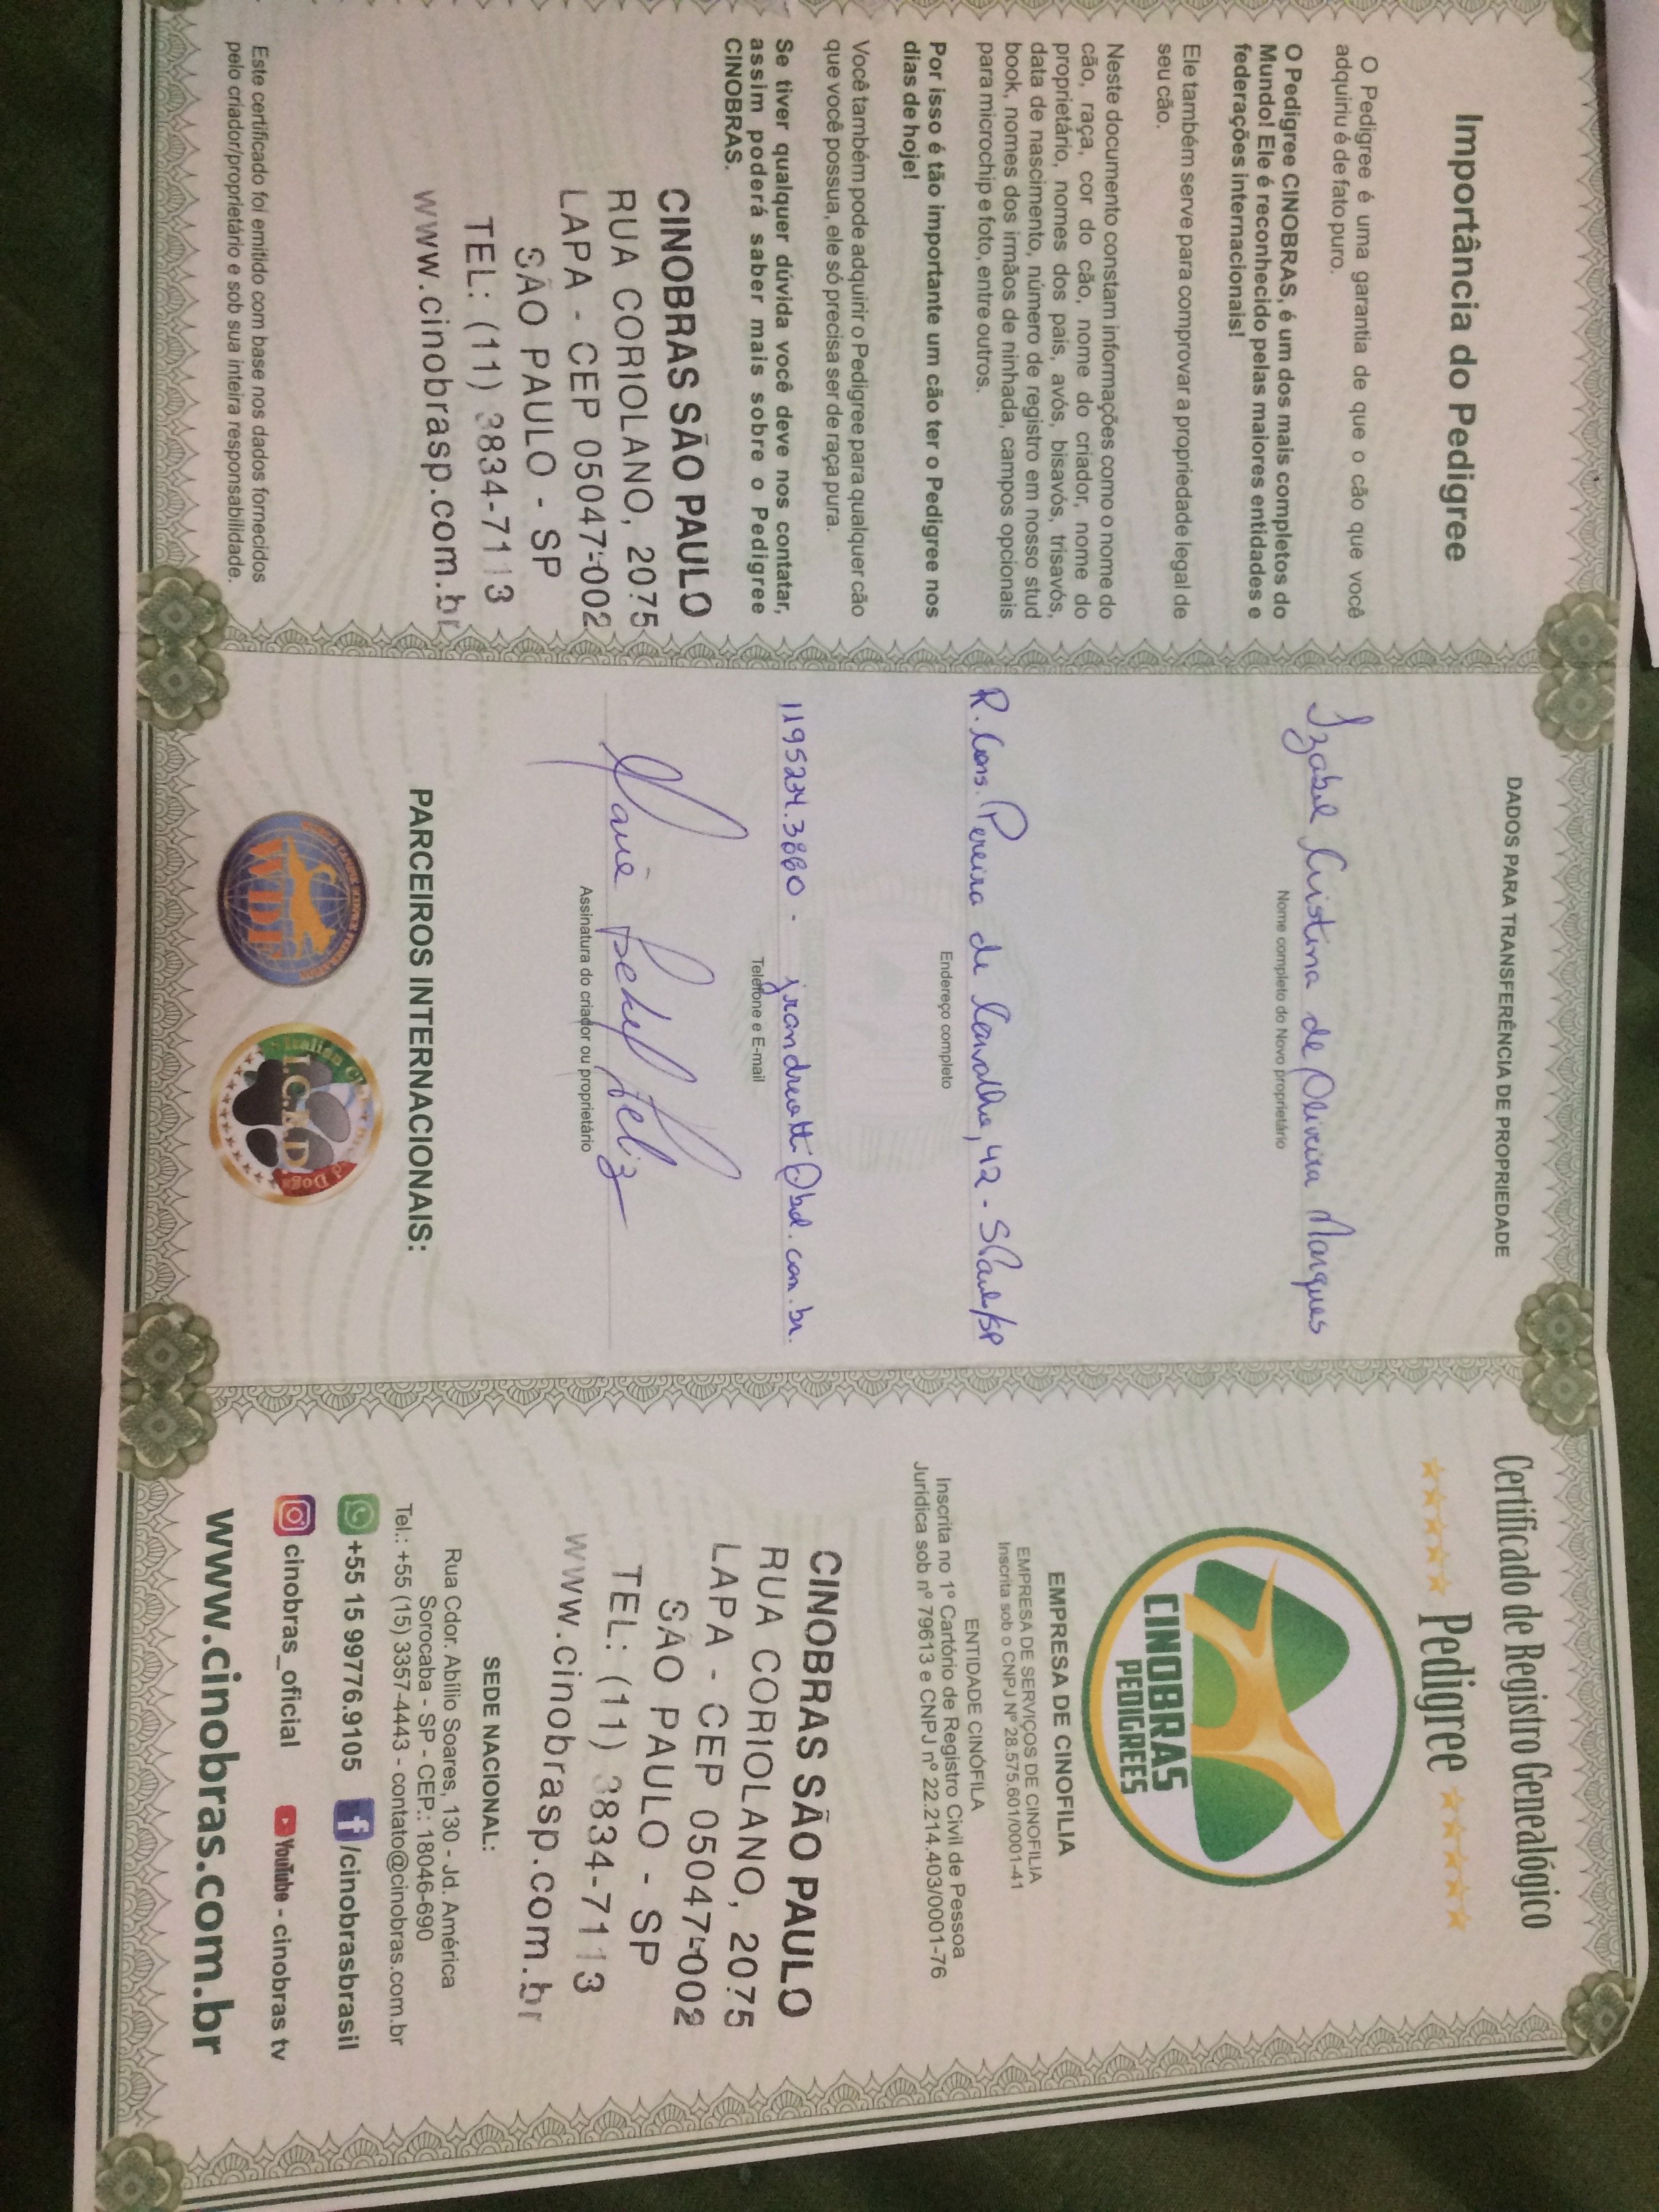 Importância do Pedigree
O Pedigree é uma garantia de que o cão que você
adquiriu é de fato puro.
O Pedigree CINOBRAS, é um dos mais completos do
Mundo! Ele é reconhecido pelas maiores entidades e
federações internacionais!
Ele também serve para comprovar a propriedade legal de
seu cão.
Neste documento constam informações como o nome do
cão, raça, cor do cão, nome do criador, nome do
proprietário, nomes dos pais, avós, bisavós, trisavós,
data de nascimento, número de registro em nosso stud
book, nomes dos irmãos de ninhada, campos opcionais
para microchip e foto, entre outros.
Por isso é tão importante um cão ter o Pedigree nos
dias de hoje!
Você também pode adquirir o Pedigree para qualquer cão
que você possua, ele só precisa ser de raça pura.
Se tiver qualquer dúvida você deve nos contatar,
assim poderá saber mais sobre o Pedigree
CINOBRAS.
CINOBRAS SÃO PAULO
RUA CORIOLANO, 2075
LAPA - CEP 05047-002
SÃO PAULO - SP
TEL: (11) 3834-7113
www.cinobrasp.com.br
Este certificado foi emitido com base nos dados fornecidos
pelo criador/proprietário e sob sua inteira responsabilidade.
DADOS PARA TRANSFERÊNCIA DE PROPRIEDADE
Izabel Cristina de Oliveira Marques
Nome completo do Novo proprietário
R. Cons. Pereira de Carvalho, 42 - SPaulo/SP
Endereço completo
1195234.3860 - jrandreotti@bol.com.br.
Telefone e E-mail
Assinatura do criador ou proprietário
PARCEIROS INTERNACIONAIS:
WDF
Italian
I.C.A.D
Dogs
Certificado de Registro Genealógico
Pedigree
CINOBRAS
PEDIGREES
EMPRESA DE CINOFILIA
EMPRESA DE SERVIÇOS DE CINOFILIA
Inscrita sob o CNPJ Nº 28.575.601/0001-41
ENTIDADE CINÓFILA
Inscrita no 1º Cartório de Registro Civil de Pessoa
Jurídica sob nº 79613 e CNPJ nº 22.214.403/0001-76
CINOBRAS SÃO PAULO
RUA CORIOLANO, 2075
LAPA - CEP 05047-002
SÃO PAULO - SP
TEL: (11) 3834-7113
www.cinobrasp.com.br
SEDE NACIONAL:
Rua Cdor. Abílio Soares, 130 - Jd. América
Sorocaba - SP - CEP.: 18046-690
Tel.: +55 (15) 3357-4443 - contato@cinobras.com.br
+55 15 99776.9105 f/cinobrasbrasil
cinobras_oficial YouTube - cinobras tv
www.cinobras.com.br